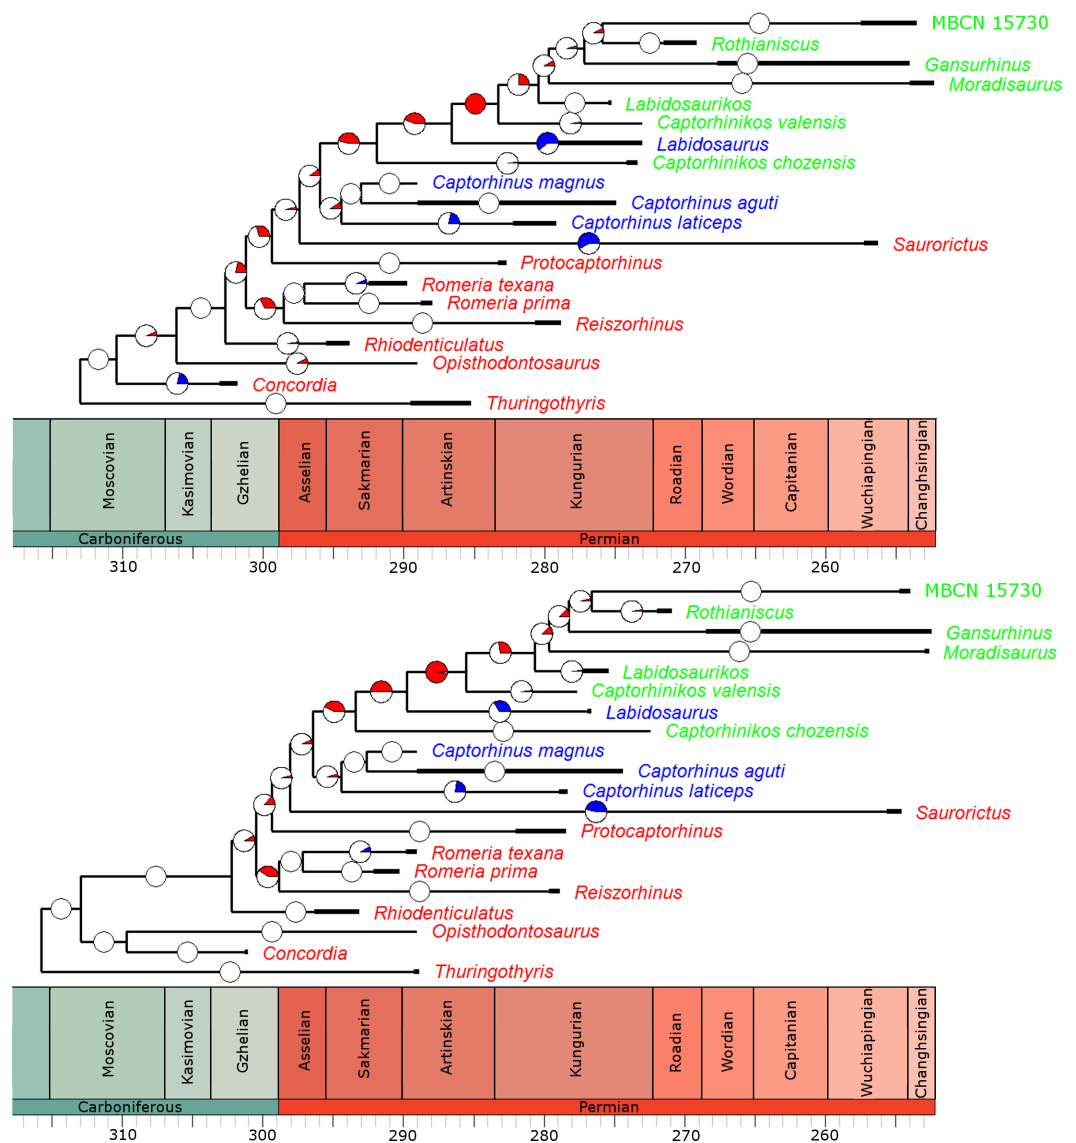 MBCN 15730
Rothianiscus
Gansurhinus
Moradisaurus
Labidosaurikos
Captorhinikos valensis
Labidosaurus
Captorhinikos chozensis
Captorhinus magnus
Captorhinus aguti
Captorhinus laticeps
Saurorictus
Protocaptorhinus
Romeria texana
Romeria prima
Reiszorhinus
Rhiodenticulatus
Opisthodontosaurus
Concordia
Thuringothyris
Moscovian
Kasimovian
Gzhelian
Asselian
Sakmarian
Artinskian
Kungurian
Roadian
Wordian
Capitanian
Wuchiapingian
Changhsingian
Carboniferous Permian
310 300 290 280 270 260
MBCN 15730
Rothianiscus
Gansurhinus
Moradisaurus
Labidosaurikos
Captorhinikos valensis
Labidosaurus
Captorhinikos chozensis
Captorhinus magnus
Captorhinus aguti
Captorhinus laticeps
Saurorictus
Protocaptorhinus
Romeria texana
Romeria prima
Reiszorhinus
Rhiodenticulatus
Opisthodontosaurus
Concordia
Thuringothyris
Moscovian
Kasimovian
Gzhelian
Asselian
Sakmarian
Artinskian
Kungurian
Roadian
Wordian
Capitanian
Wuchiapingian
Changhsingian
Carboniferous Permian
310 300 290 280 270 260